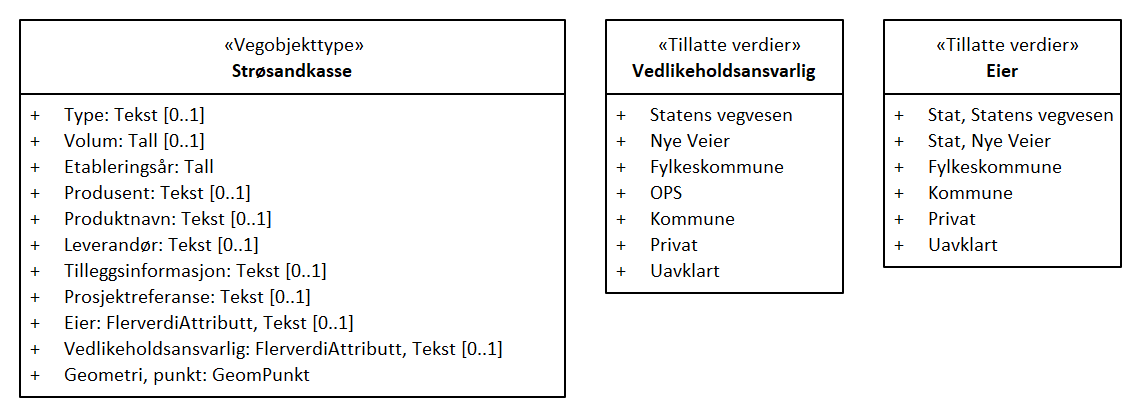 «Vegobjekttype»
Strøsandkasse
+ Type: Tekst [0..1]
+ Volum: Tall [0..1]
+ Etableringsår: Tall
+ Produsent: Tekst [0..1]
+ Produktnavn: Tekst [0..1]
+ Leverandør: Tekst [0..1]
+ Tilleggsinformasjon: Tekst [0..1]
+ Prosjektreferanse: Tekst [0..1]
+ Eier: FlerverdiAttributt, Tekst [0..1]
+ Vedlikeholdsansvarlig: FlerverdiAttributt, Tekst [0..1]
+ Geometri, punkt: GeomPunkt
«Tillatte verdier»
Vedlikeholdsansvarlig
+ Statens vegvesen
+ Nye Veier
+ Fylkeskommune
+ OPS
+ Kommune
+ Privat
+ Uavklart
«Tillatte verdier»
Eier
+ Stat, Statens vegvesen
+ Stat, Nye Veier
+ Fylkeskommune
+ Kommune
+ Privat
+ Uavklart